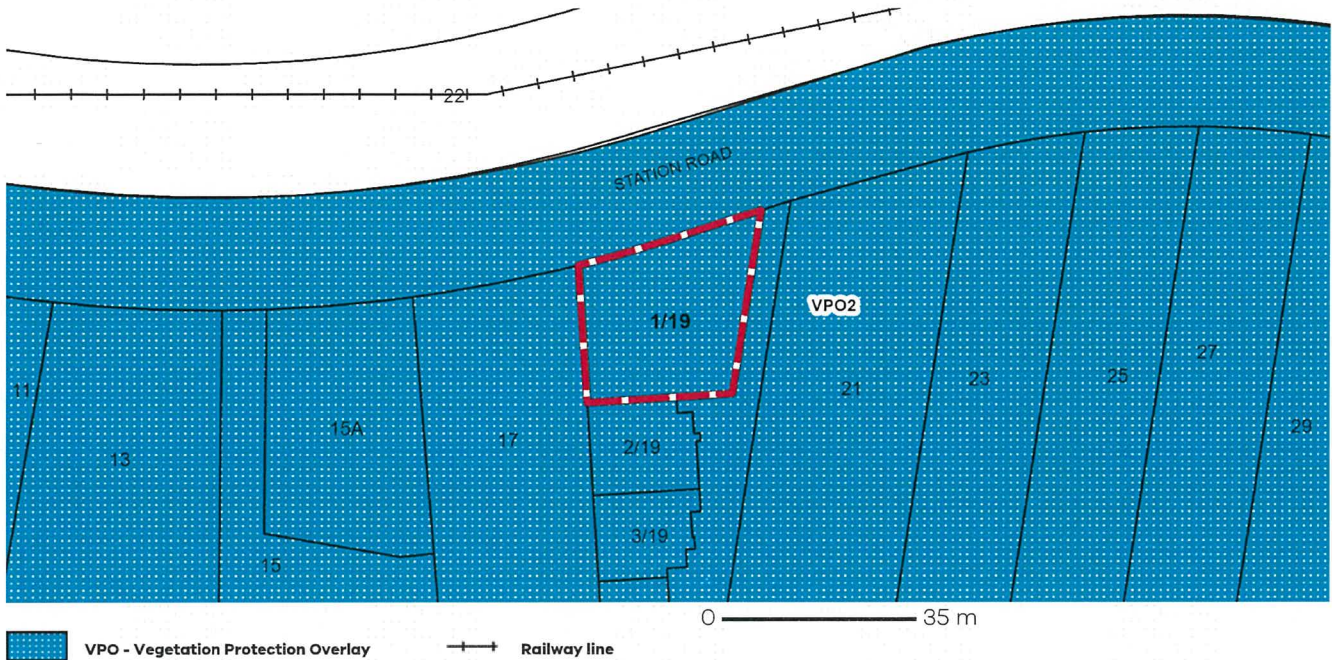 22
STATION ROAD
1/19
VPO2
11
13
15A
15
17
2/19
3/19
21
23
25
27
29
0 35 m
VPO - Vegetation Protection Overlay
Railway line